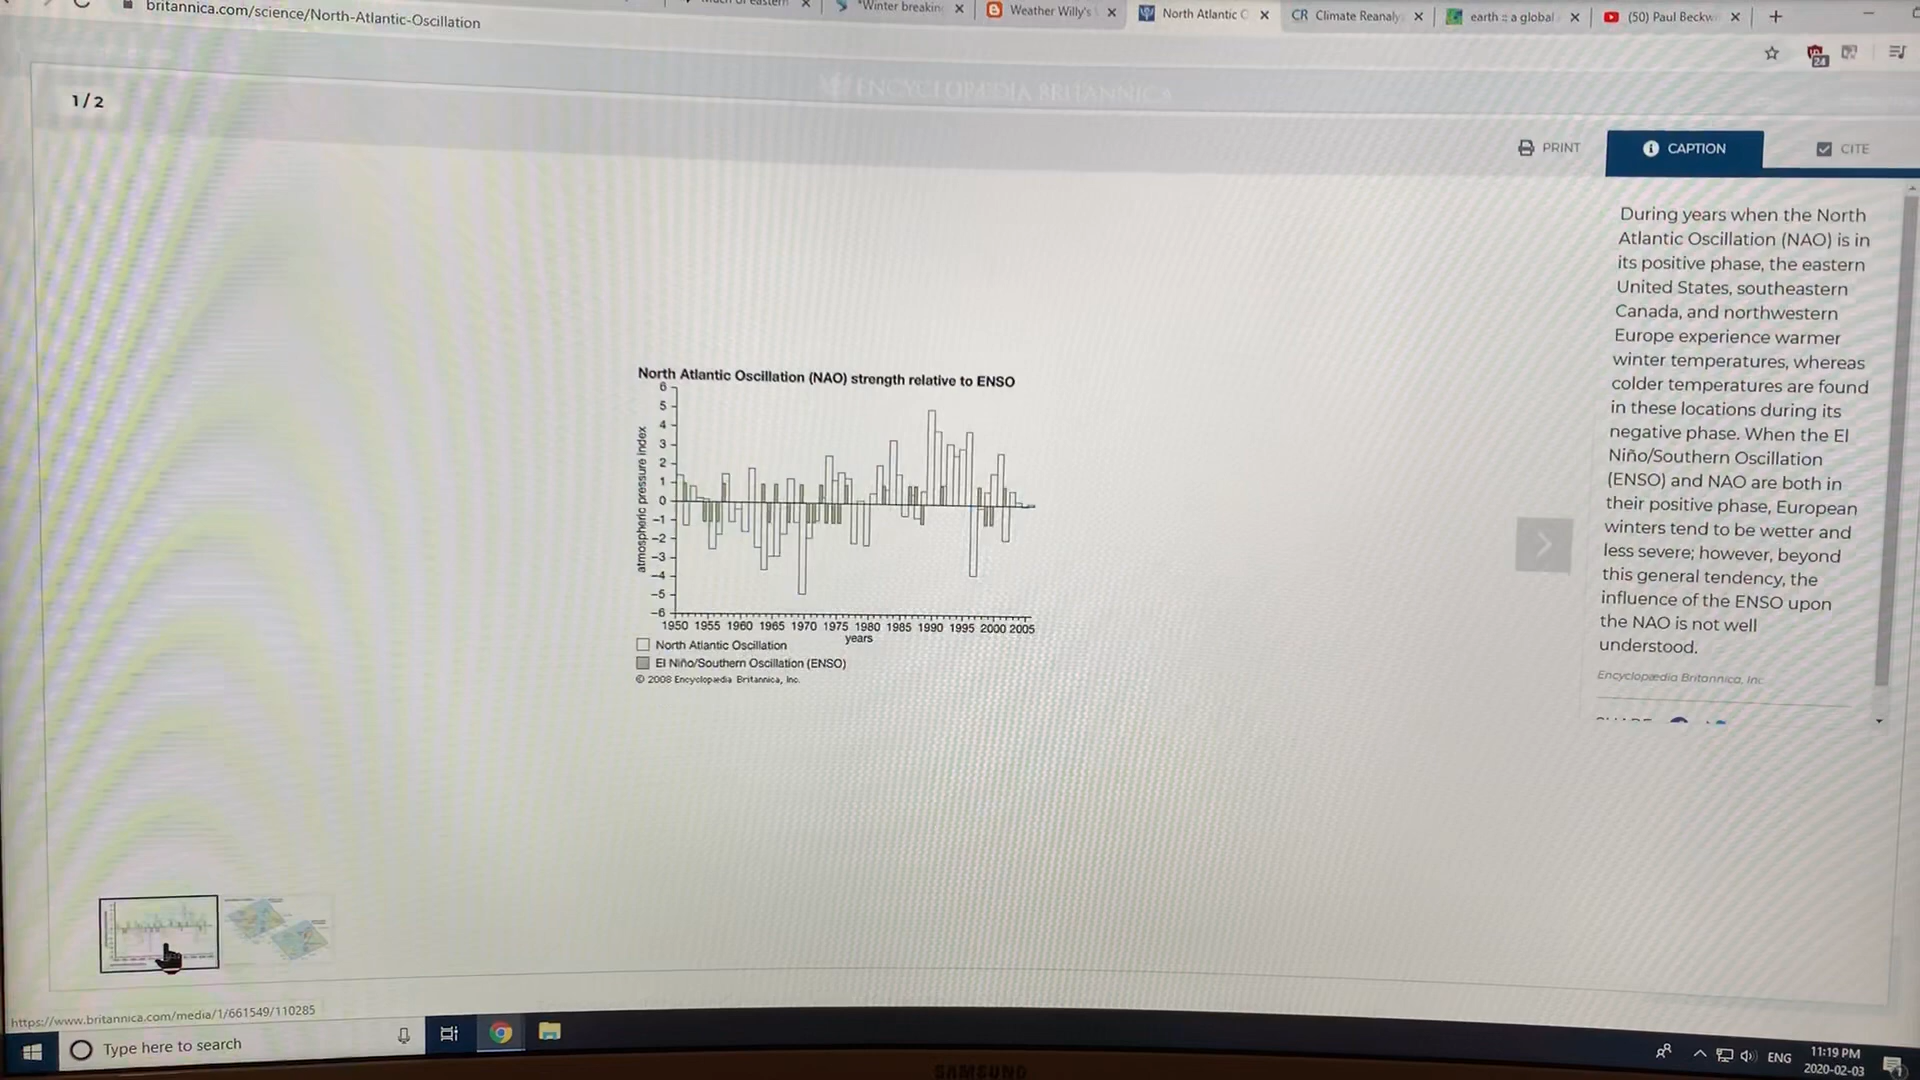 britannica.com/science/North-Atlantic-Oscillation
"Winter breakin
Weather Willy's
North Atlantic O
CR Climate Reanaly
earth :: a global
(50) Paul Beckw
24
ENCYCLOPÆDIA BRITANNICA
1/2
PRINT
CAPTION
CITE
During years when the North
Atlantic Oscillation (NAO) is in
its positive phase, the eastern
United States, southeastern
Canada, and northwestern
Europe experience warmer
winter temperatures, whereas
colder temperatures are found
in these locations during its
negative phase. When the El
Niño/Southern Oscillation
(ENSO) and NAO are both in
their positive phase, European
winters tend to be wetter and
less severe; however, beyond
this general tendency, the
influence of the ENSO upon
the NAO is not well
understood.
Encyclopædia Britannica, Inc.
North Atlantic Oscillation (NAO) strength relative to ENSO
6
5
4
3
2
1
0
-1
-2
-3
-4
-5
-6
atmospheric pressure index
1950 1955 1960 1965 1970 1975 1980 1985 1990 1995 2000 2005
years
North Atlantic Oscillation
El Niño/Southern Oscillation (ENSO)
© 2008 Encyclopædia Britannica, Inc.
https://www.britannica.com/media/1/661549/110285
Type here to search
ENG
11:19 PM
2020-02-03
1
SAMSUNG